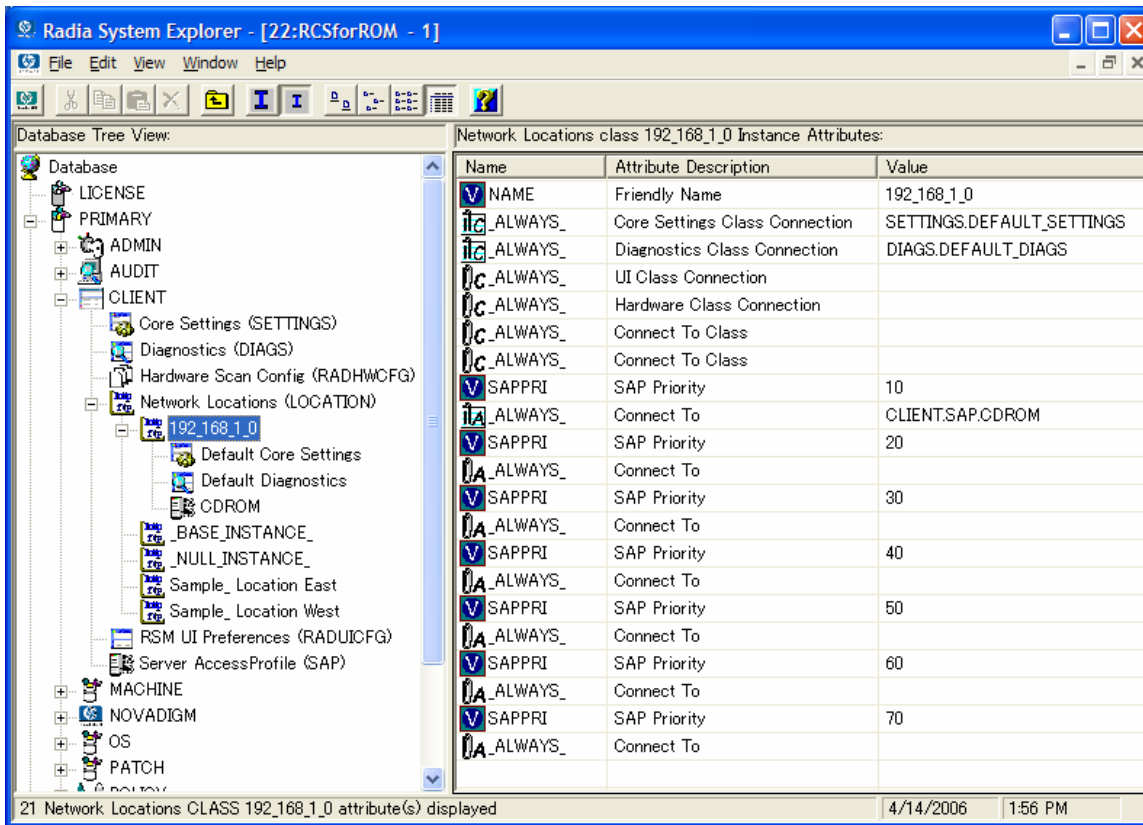 Radia System Explorer - [22:RCSforROM - 1]
File Edit View Window Help
Database Tree View:
Database
LICENSE
PRIMARY
ADMIN
AUDIT
CLIENT
Core Settings (SETTINGS)
Diagnostics (DIAGS)
Hardware Scan Config (RADHWCFG)
Network Locations (LOCATION)
192_168_1_0
Default Core Settings
Default Diagnostics
CDROM
_BASE_INSTANCE_
_NULL_INSTANCE_
Sample_ Location East
Sample_ Location West
RSM UI Preferences (RADUICFG)
Server AccessProfile (SAP)
MACHINE
NOVADIGM
OS
PATCH
Network Locations class 192_168_1_0 Instance Attributes:
Name Attribute Description Value
V NAME Friendly Name 192_168_1_0
_ALWAYS_ Core Settings Class Connection SETTINGS.DEFAULT_SETTINGS
_ALWAYS_ Diagnostics Class Connection DIAGS.DEFAULT_DIAGS
_ALWAYS_ UI Class Connection
_ALWAYS_ Hardware Class Connection
_ALWAYS_ Connect To Class
_ALWAYS_ Connect To Class
V SAPPRI SAP Priority 10
_ALWAYS_ Connect To CLIENT.SAP.CDROM
V SAPPRI SAP Priority 20
_ALWAYS_ Connect To
V SAPPRI SAP Priority 30
_ALWAYS_ Connect To
V SAPPRI SAP Priority 40
_ALWAYS_ Connect To
V SAPPRI SAP Priority 50
_ALWAYS_ Connect To
V SAPPRI SAP Priority 60
_ALWAYS_ Connect To
V SAPPRI SAP Priority 70
_ALWAYS_ Connect To
21 Network Locations CLASS 192_168_1_0 attribute(s) displayed 4/14/2006 1:56 PM